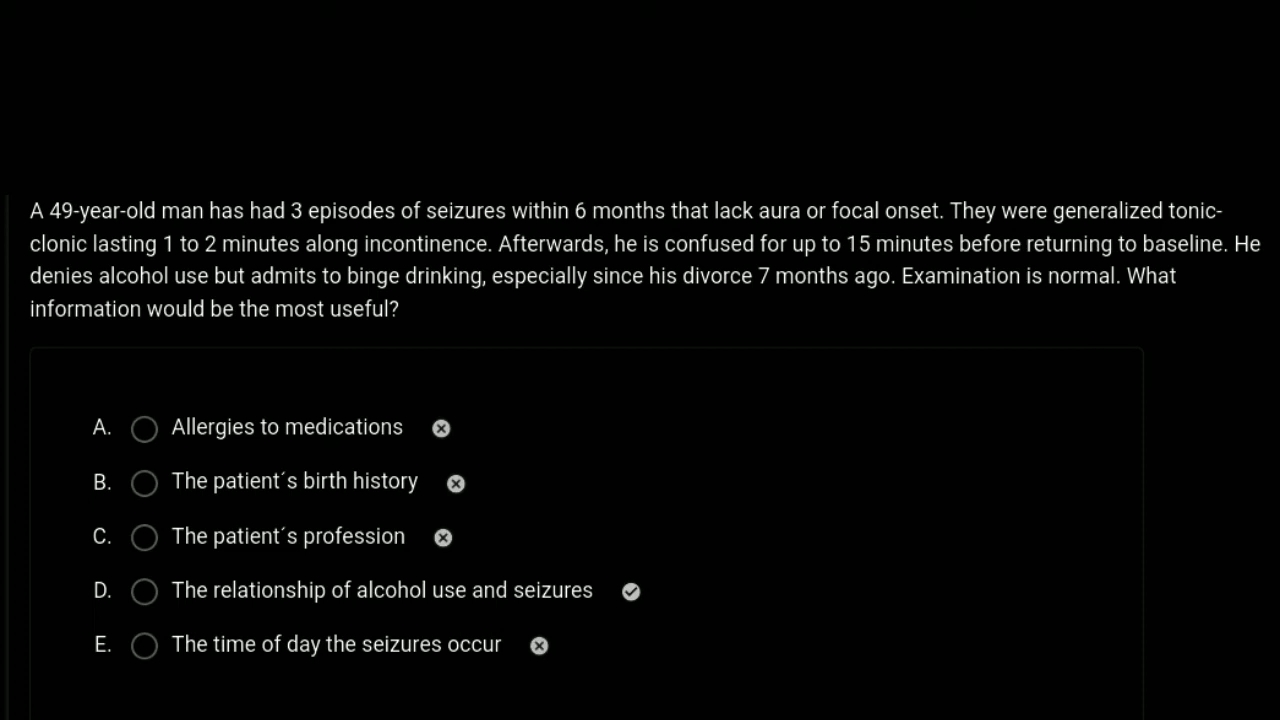 A 49-year-old man has had 3 episodes of seizures within 6 months that lack aura or focal onset. They were generalized tonic-
clonic lasting 1 to 2 minutes along incontinence. Afterwards, he is confused for up to 15 minutes before returning to baseline. He
denies alcohol use but admits to binge drinking, especially since his divorce 7 months ago. Examination is normal. What
information would be the most useful?
A. Allergies to medications
B. The patient´s birth history
C. The patient´s profession
D. The relationship of alcohol use and seizures
E. The time of day the seizures occur